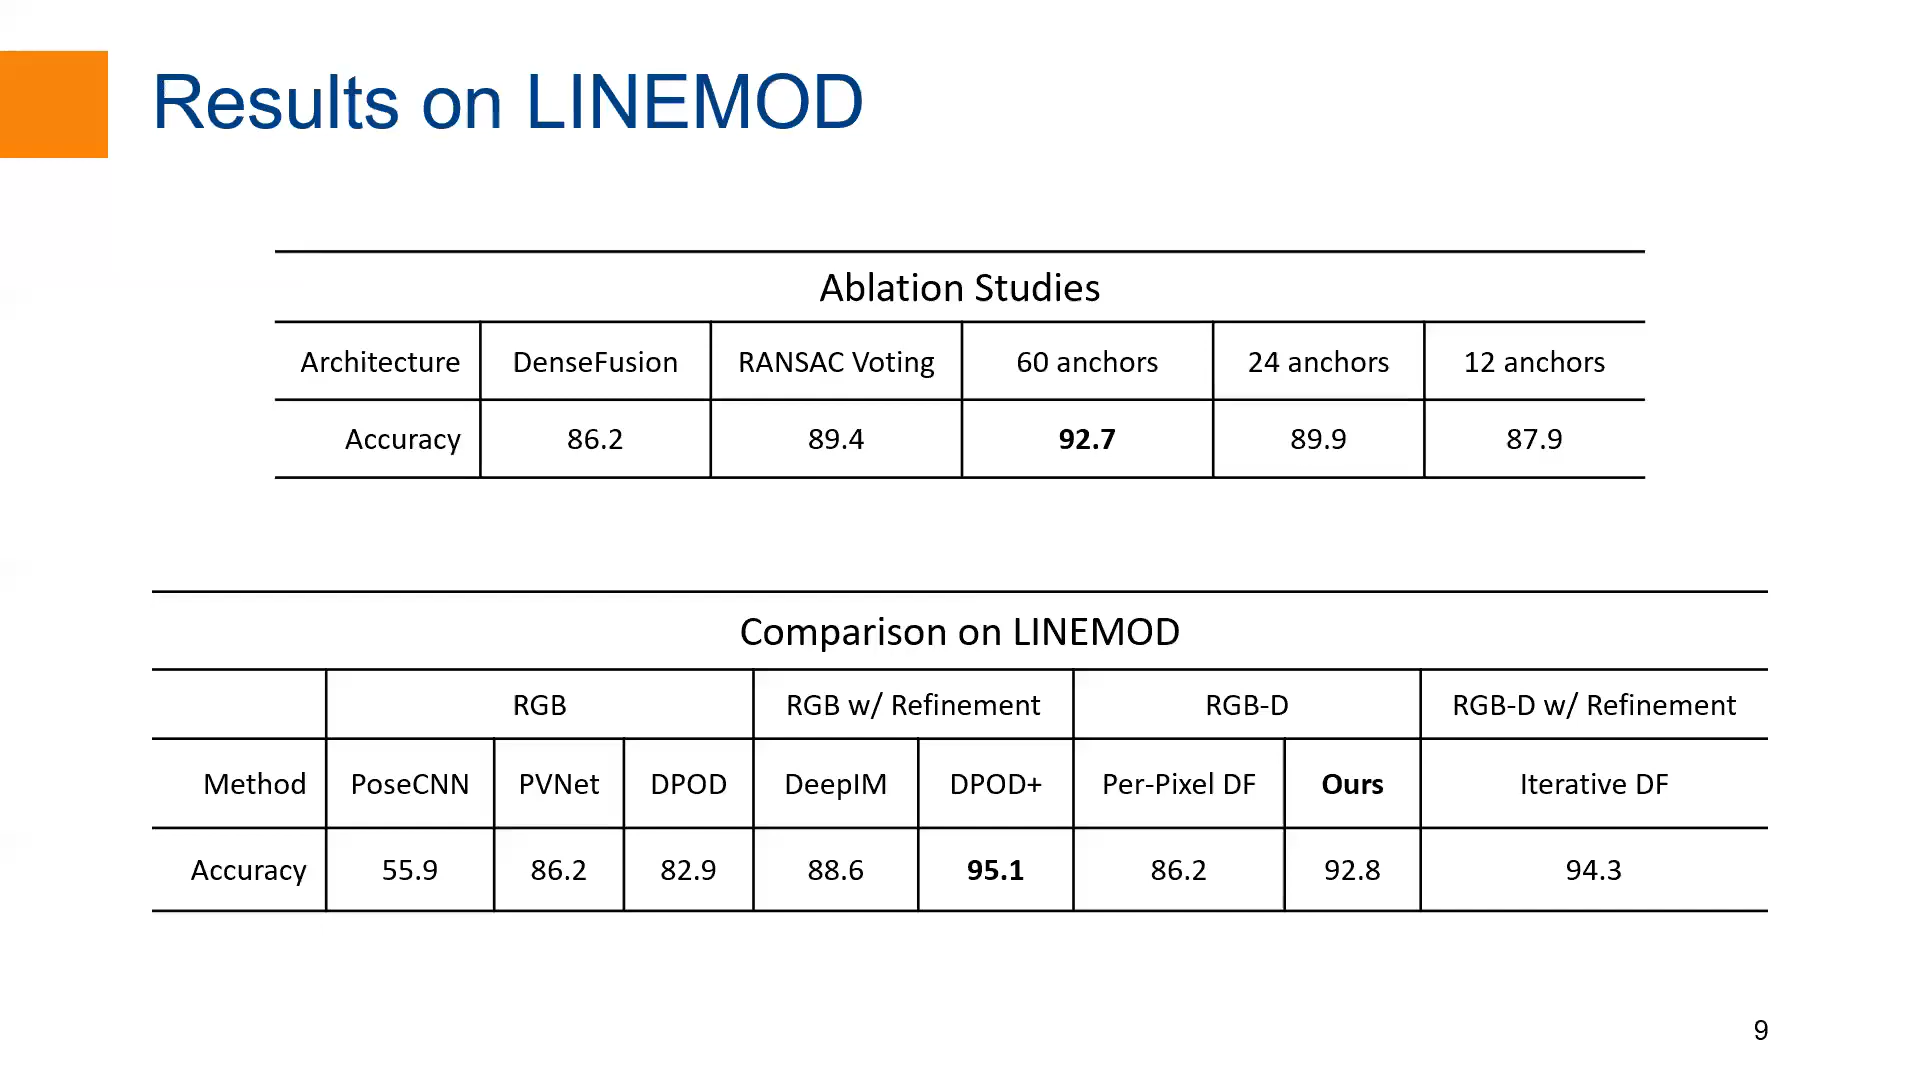 Results on LINEMOD
Ablation Studies
Architecture DenseFusion RANSAC Voting 60 anchors 24 anchors 12 anchors
Accuracy 86.2 89.4 92.7 89.9 87.9
Comparison on LINEMOD
RGB RGB w/ Refinement RGB-D RGB-D w/ Refinement
Method PoseCNN PVNet DPOD DeepIM DPOD+ Per-Pixel DF Ours Iterative DF
Accuracy 55.9 86.2 82.9 88.6 95.1 86.2 92.8 94.3
9